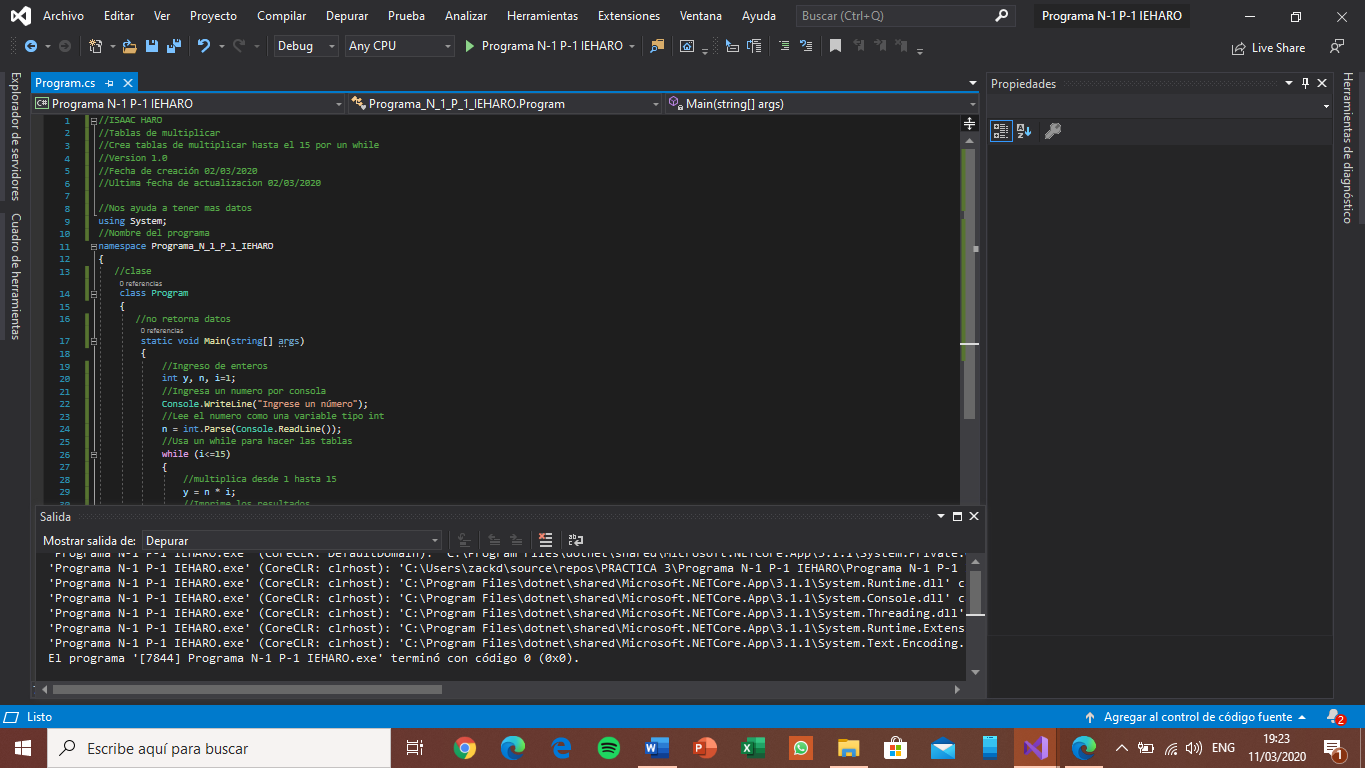 Archivo Editar Ver Proyecto Compilar Depurar Prueba Analizar Herramientas Extensiones Ventana Ayuda Buscar (Ctrl+Q) Programa N-1 P-1 IEHARO
Debug Any CPU Programa N-1 P-1 IEHARO Live Share
Explorador de servidores
Cuadro de herramientas
Program.cs
Programa N-1 P-1 IEHARO Programa_N_1_P_1_IEHARO.Program Main(string[] args)
1 //ISAAC HARO
2 //Tablas de multiplicar
3 //Crea tablas de multiplicar hasta el 15 por un while
4 //Version 1.0
5 //Fecha de creación 02/03/2020
6 //Ultima fecha de actualizacion 02/03/2020
7
8 //Nos ayuda a tener mas datos
9 using System;
10 //Nombre del programa
11 namespace Programa_N_1_P_1_IEHARO
12 {
13 //clase
0 referencias
14 class Program
15 {
16 //no retorna datos
0 referencias
17 static void Main(string[] args)
18 {
19 //Ingreso de enteros
20 int y, n, i=1;
21 //Ingresa un numero por consola
22 Console.WriteLine("Ingrese un número");
23 //Lee el numero como una variable tipo int
24 n = int.Parse(Console.ReadLine());
25 //Usa un while para hacer las tablas
26 while (i<=15)
27 {
28 //multiplica desde 1 hasta 15
29 y = n * i;
30 //Imprime los resultados
Salida
Mostrar salida de: Depurar
'Programa N-1 P-1 IEHARO.exe' (CoreCLR: DefaultDomain): 'C:\Program Files\dotnet\shared\Microsoft.NETCore.App\3.1.1\System.Private.
'Programa N-1 P-1 IEHARO.exe' (CoreCLR: clrhost): 'C:\Users\zackd\source\repos\PRACTICA 3\Programa N-1 P-1 IEHARO\Programa N-1 P-1
'Programa N-1 P-1 IEHARO.exe' (CoreCLR: clrhost): 'C:\Program Files\dotnet\shared\Microsoft.NETCore.App\3.1.1\System.Runtime.dll' c
'Programa N-1 P-1 IEHARO.exe' (CoreCLR: clrhost): 'C:\Program Files\dotnet\shared\Microsoft.NETCore.App\3.1.1\System.Console.dll' c
'Programa N-1 P-1 IEHARO.exe' (CoreCLR: clrhost): 'C:\Program Files\dotnet\shared\Microsoft.NETCore.App\3.1.1\System.Threading.dll'
'Programa N-1 P-1 IEHARO.exe' (CoreCLR: clrhost): 'C:\Program Files\dotnet\shared\Microsoft.NETCore.App\3.1.1\System.Runtime.Extens
'Programa N-1 P-1 IEHARO.exe' (CoreCLR: clrhost): 'C:\Program Files\dotnet\shared\Microsoft.NETCore.App\3.1.1\System.Text.Encoding.
El programa '[7844] Programa N-1 P-1 IEHARO.exe' terminó con código 0 (0x0).
Propiedades
Herramientas de diagnóstico
Listo Agregar al control de código fuente 2
Escribe aquí para buscar
ENG 19:23
11/03/2020
1